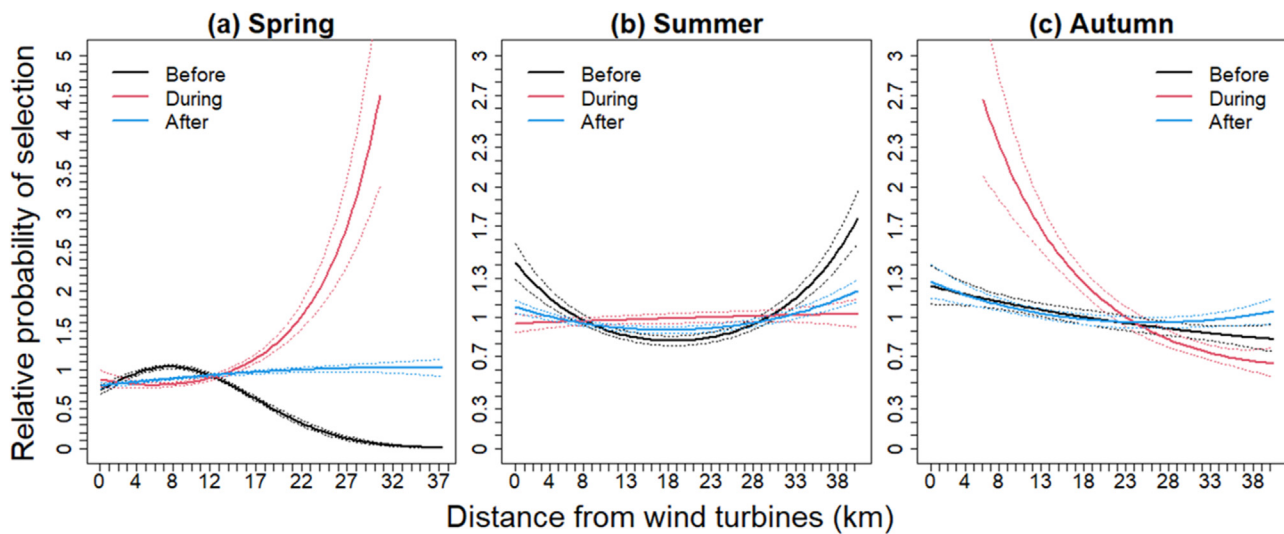 (a) Spring
(b) Summer
(c) Autumn
Relative probability of selection
5
4.5
4
3.5
3
2.5
2
1.5
1
0.5
0
Before
During
After
0 4 8 12 17 22 27 32 37
3
2.7
2.3
2
1.7
1.3
1
0.7
0.3
0
Before
During
After
0 4 8 13 18 23 28 33 38
3
2.7
2.3
2
1.7
1.3
1
0.7
0.3
0
Before
During
After
0 4 8 13 18 23 28 33 38
Distance from wind turbines (km)